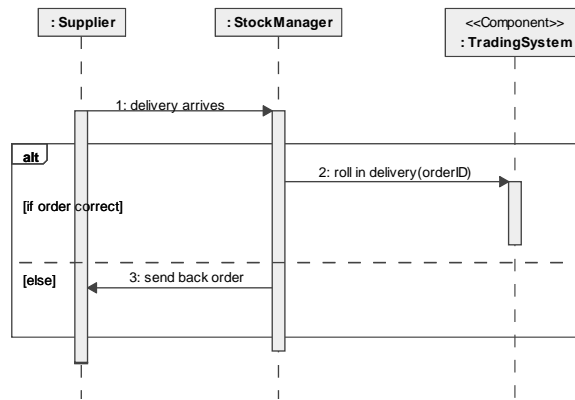 : Supplier
: StockManager
<<Component>>
: TradingSystem
1: delivery arrives
alt
2: roll in delivery(orderID)
[if order correct]
[else]
3: send back order